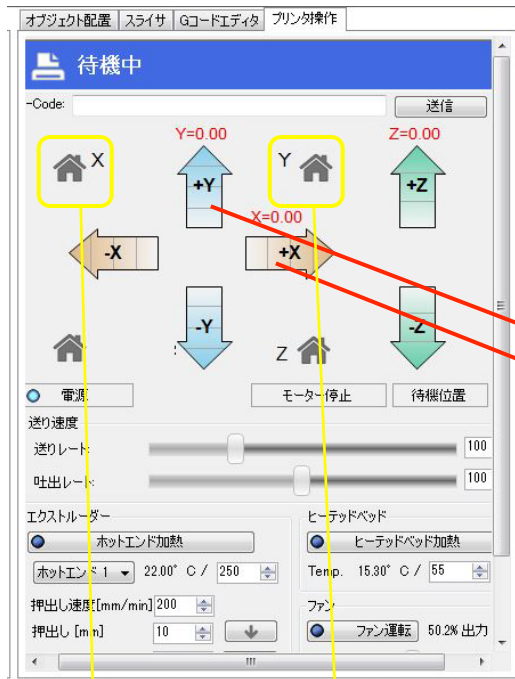 オブジェクト配置 スライサ Gコードエディタ プリンタ操作
待機中
-Code: 送信
Y=0.00 Z=0.00
X Y
+Y +Z
X=0.00
-X +X
-Y -Z
Z
電源 モーター停止 待機位置
送り速度
送りレート: 100
吐出レート: 100
エクストルーダー ヒーテッドベッド
ホットエンド加熱 ヒーテッドベッド加熱
ホットエンド 1 22.00° C / 250 Temp. 15.30° C / 55
押出し速度[mm/min] 200 ファン
押出し [mm] 10 ファン運転 50.2% 出力